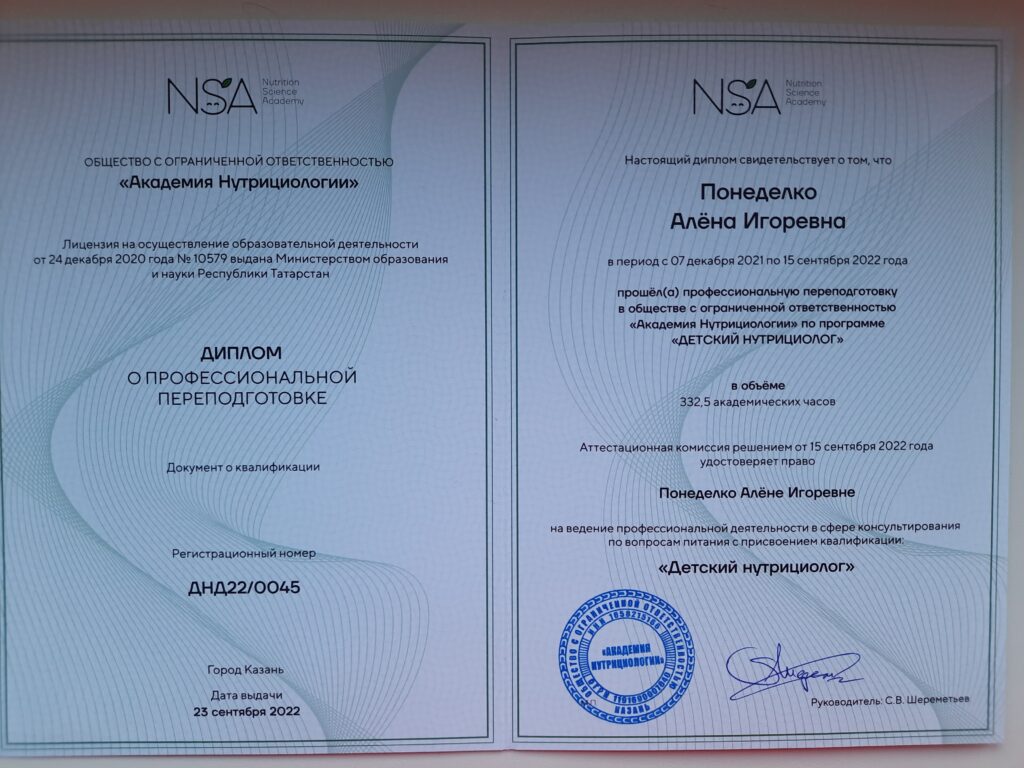 NSA
Nutrition
Science
Academy
ОБЩЕСТВО С ОГРАНИЧЕННОЙ ОТВЕТСТВЕННОСТЬЮ
«Академия Нутрициологии»
Лицензия на осуществление образовательной деятельности
от 24 декабря 2020 года № 10579 выдана Министерством образования
и науки Республики Татарстан
ДИПЛОМ
О ПРОФЕССИОНАЛЬНОЙ
ПЕРЕПОДГОТОВКЕ
Документ о квалификации
Регистрационный номер
ДНД22/0045
Город Казань
Дата выдачи
23 сентября 2022
NSA
Nutrition
Science
Academy
Настоящий диплом свидетельствует о том, что
Понеделко
Алёна Игоревна
в период с 07 декабря 2021 по 15 сентября 2022 года
прошёл(а) профессиональную переподготовку
в обществе с ограниченной ответственностью
«Академия Нутрициологии» по программе
«ДЕТСКИЙ НУТРИЦИОЛОГ»
в объёме
332,5 академических часов
Аттестационная комиссия решением от 15 сентября 2022 года
удостоверяет право
Понеделко Алёне Игоревне
на ведение профессиональной деятельности в сфере консультирования
по вопросам питания с присвоением квалификации:
«Детский нутрициолог»
ОБЩЕСТВО С ОГРАНИЧЕННОЙ ОТВЕТСТВЕННОСТЬЮ
«АКАДЕМИЯ
НУТРИЦИОЛОГИИ»
КАЗАНЬ
Руководитель: С.В. Шереметьев